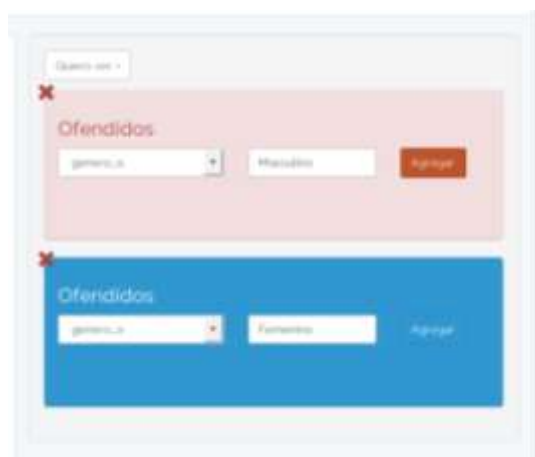 Quiero ver
Ofendidos
genero_o Masculino Agregar
Ofendidos
genero_o Femenino Agregar